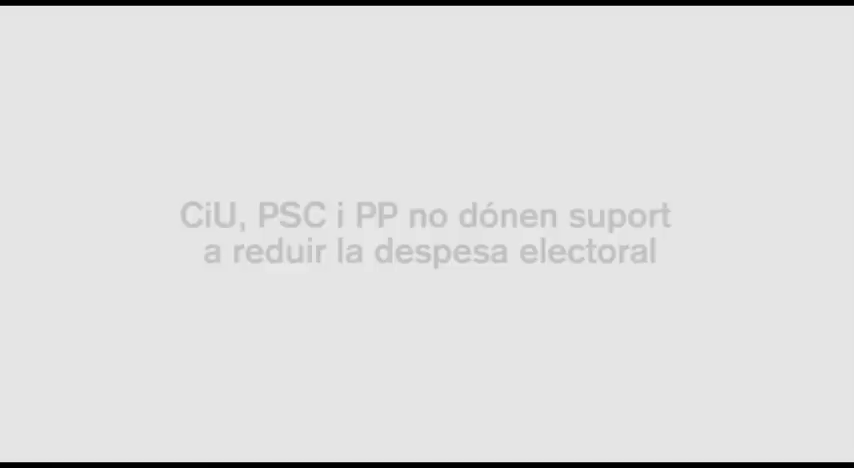 CiU, PSC i PP no dónen suport
a reduir la despesa electoral